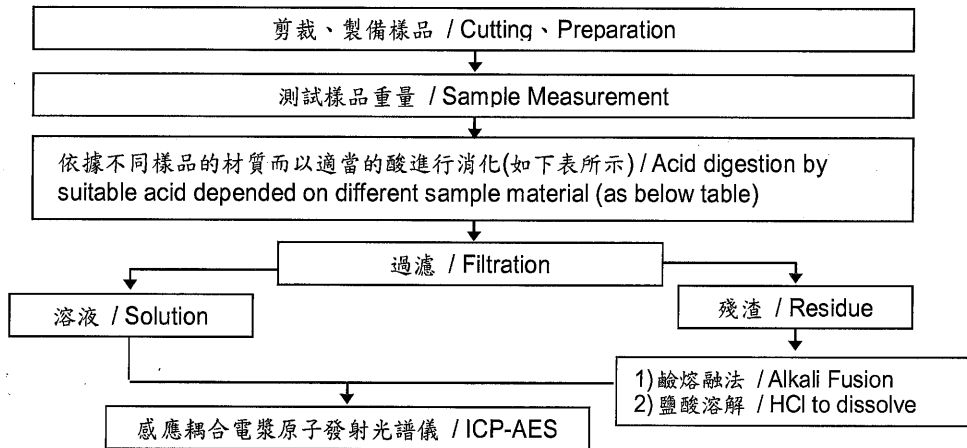 剪裁、製備樣品 / Cutting、Preparation
測試樣品重量 / Sample Measurement
依據不同樣品的材質而以適當的酸進行消化(如下表所示) / Acid digestion by
suitable acid depended on different sample material (as below table)
過濾 / Filtration
溶液 / Solution
殘渣 / Residue
1) 鹼熔融法 / Alkali Fusion
2) 鹽酸溶解 / HCl to dissolve
感應耦合電漿原子發射光譜儀 / ICP-AES